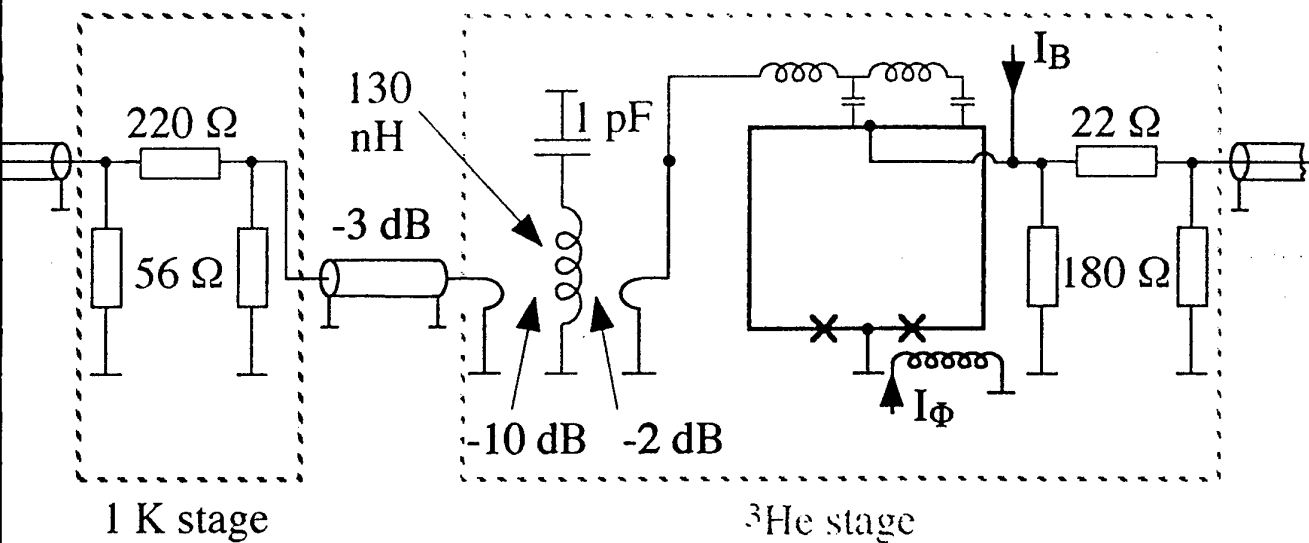 I_B
130
nH
220 Ω
1 pF
22 Ω
-3 dB
56 Ω
180 Ω
I_Φ
-10 dB
-2 dB
1 K stage
³He stage